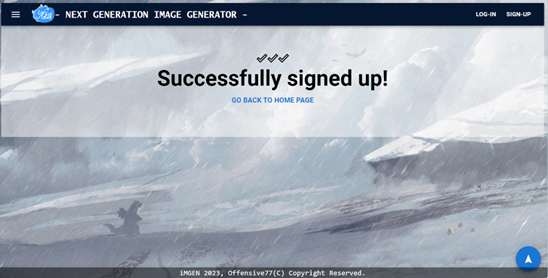 - NEXT GENERATION IMAGE GENERATOR -
LOG-IN SIGN-UP
Successfully signed up!
GO BACK TO HOME PAGE
iMGEN 2023, Offensive77(C) Copyright Reserved.